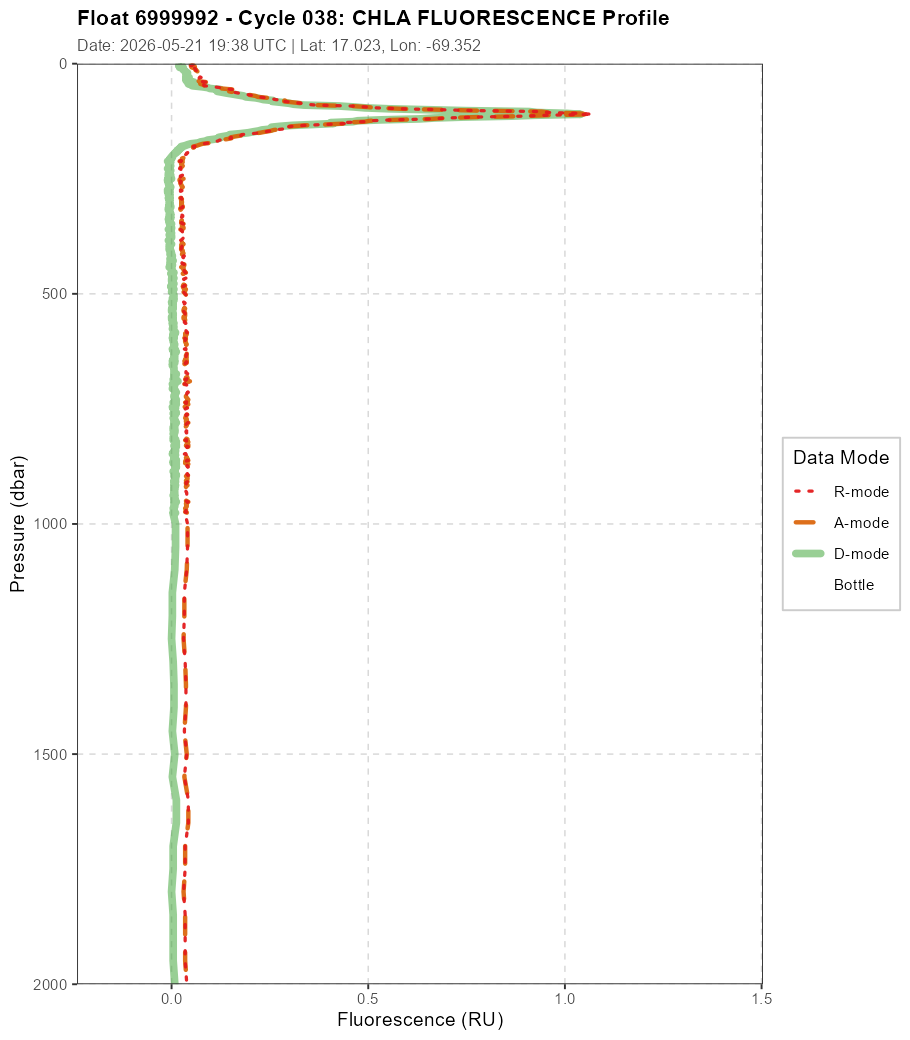 Float 6999992 - Cycle 038: CHLA FLUORESCENCE Profile
Date: 2026-05-21 19:38 UTC | Lat: 17.023, Lon: -69.352
0
500
1000
1500
2000
Pressure (dbar)
0.0
0.5
1.0
1.5
Fluorescence (RU)
Data Mode
R-mode
A-mode
D-mode
Bottle